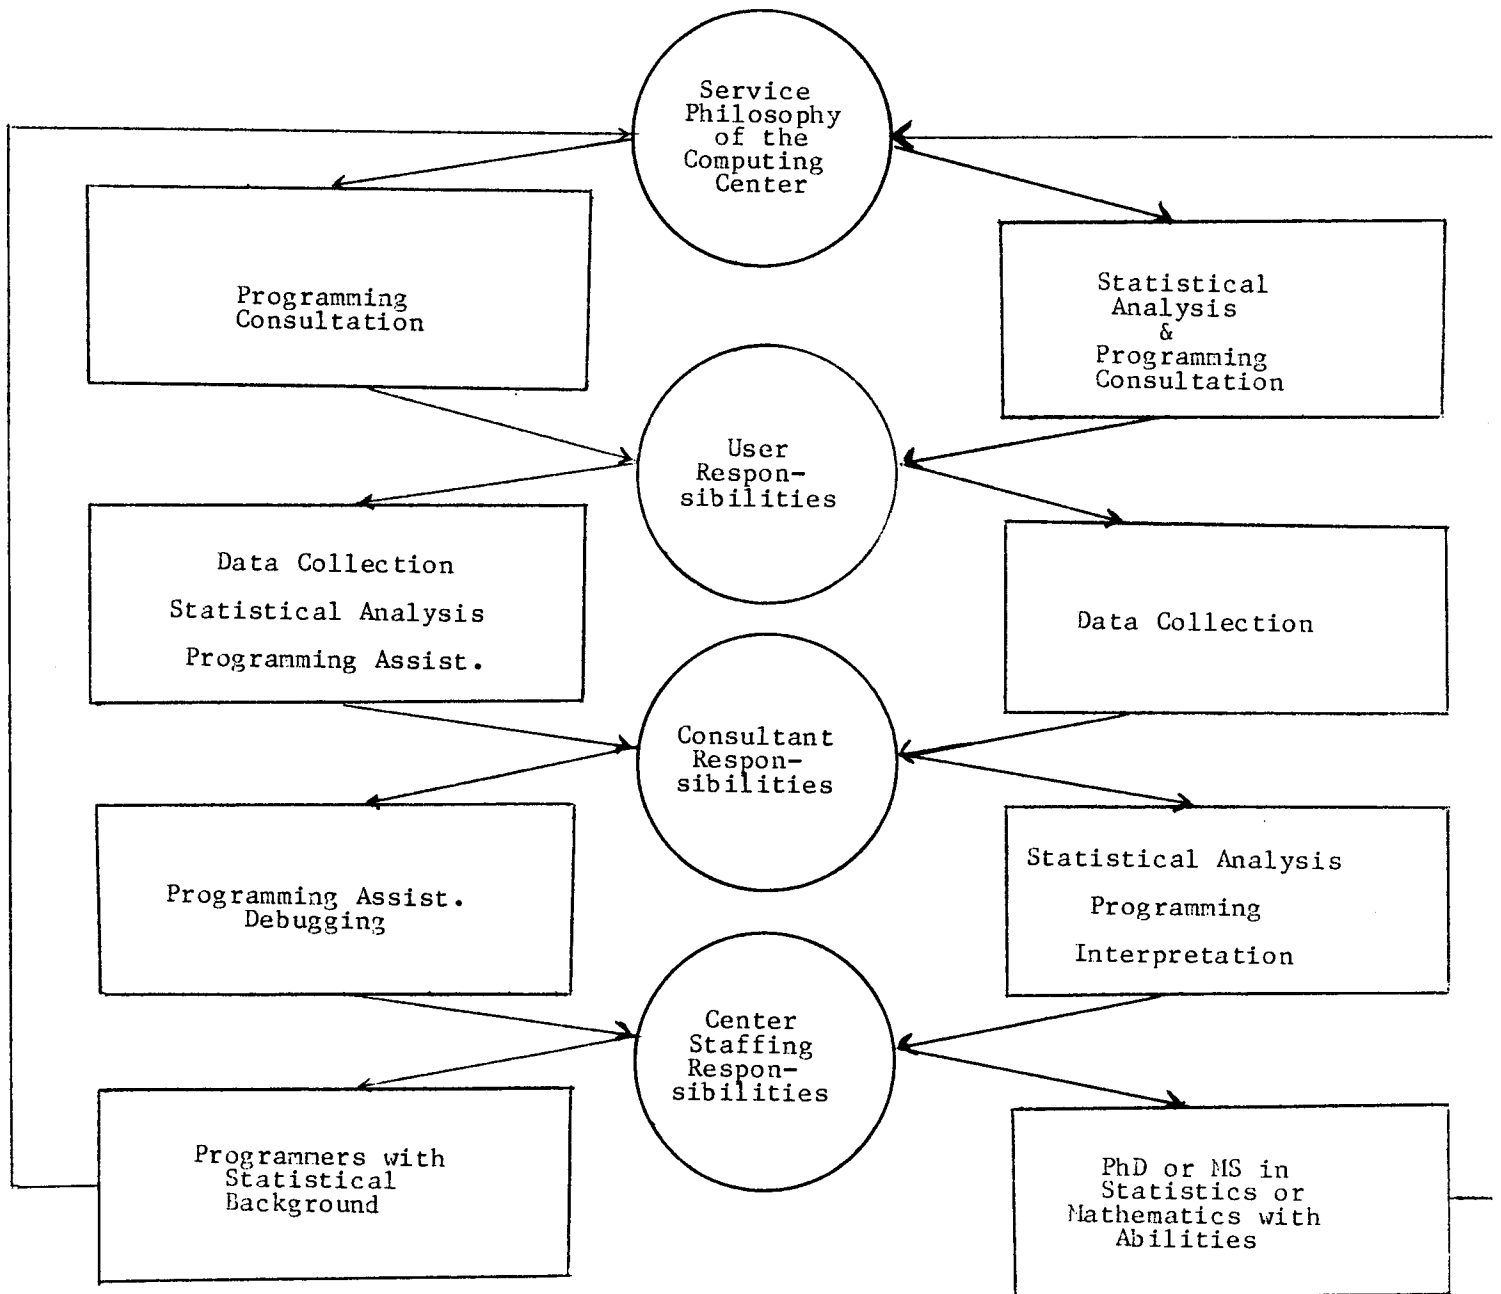 Service
Philosophy
of the
Computing
Center
Programming
Consultation
Statistical
Analysis
&
Programming
Consultation
User
Respon-
sibilities
Data Collection
Statistical Analysis
Programming Assist.
Data Collection
Consultant
Respon-
sibilities
Programming Assist.
Debugging
Statistical Analysis
Programming
Interpretation
Center
Staffing
Respon-
sibilities
Programmers with
Statistical
Background
PhD or MS in
Statistics or
Mathematics with
Abilities